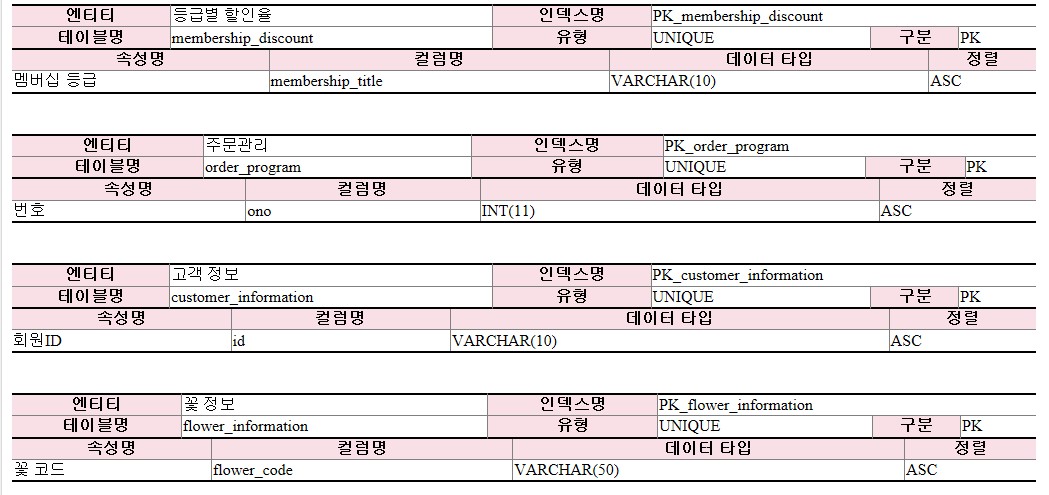 엔티티 등급별 할인율 인덱스명 PK_membership_discount
테이블명 membership_discount 유형 UNIQUE 구분 PK
속성명 컬럼명 데이터 타입 정렬
멤버십 등급 membership_title VARCHAR(10) ASC
엔티티 주문관리 인덱스명 PK_order_program
테이블명 order_program 유형 UNIQUE 구분 PK
속성명 컬럼명 데이터 타입 정렬
번호 ono INT(11) ASC
엔티티 고객 정보 인덱스명 PK_customer_information
테이블명 customer_information 유형 UNIQUE 구분 PK
속성명 컬럼명 데이터 타입 정렬
회원ID id VARCHAR(10) ASC
엔티티 꽃 정보 인덱스명 PK_flower_information
테이블명 flower_information 유형 UNIQUE 구분 PK
속성명 컬럼명 데이터 타입 정렬
꽃 코드 flower_code VARCHAR(50) ASC